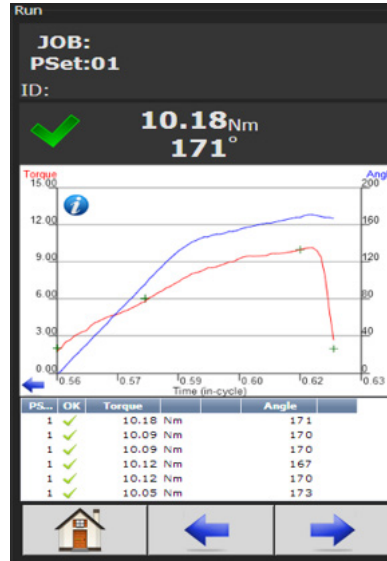 Run
JOB:
PSet:01
ID:
10.18Nm
171°
Torque
Angl
15.00
200
12.00
160
9.00
120
6.00
80
3.00
40
0.00
0
0.56
0.57
0.59
0.60
0.62
0.63
Time (in-cycle)
PS... OK Torque Angle
1 10.18 Nm 171
1 10.09 Nm 170
1 10.09 Nm 170
1 10.12 Nm 167
1 10.12 Nm 170
1 10.05 Nm 173